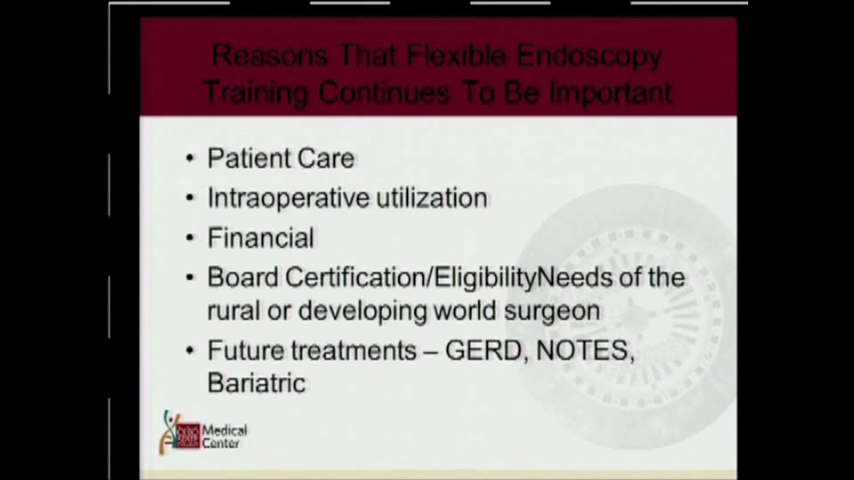 Reasons That Flexible Endoscopy
Training Continues To Be Important
• Patient Care
• Intraoperative utilization
• Financial
• Board Certification/EligibilityNeeds of the
rural or developing world surgeon
• Future treatments – GERD, NOTES,
Bariatric
Medical
Center